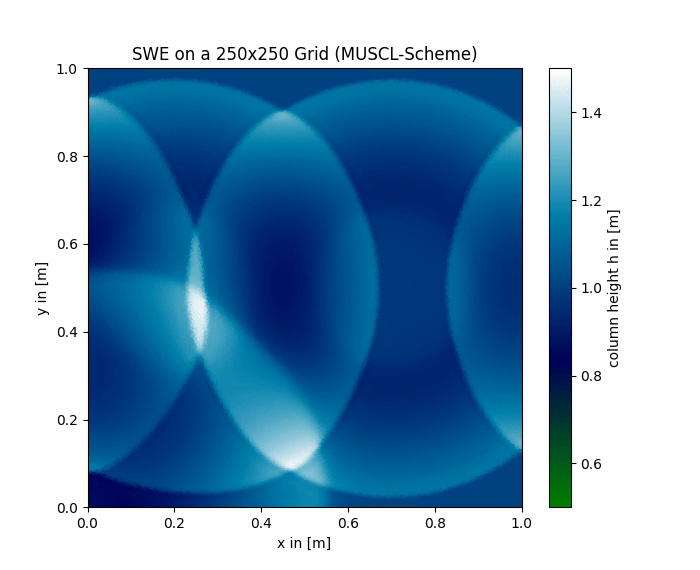 SWE on a 250x250 Grid (MUSCL-Scheme)
1.0
0.8
0.6
0.4
0.2
0.0
y in [m]
0.0 0.2 0.4 0.6 0.8 1.0
x in [m]
1.4
1.2
1.0
0.8
0.6
column height h in [m]